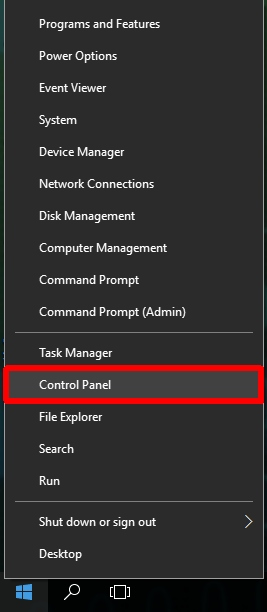 Programs and Features
Power Options
Event Viewer
System
Device Manager
Network Connections
Disk Management
Computer Management
Command Prompt
Command Prompt (Admin)
Task Manager
Control Panel
File Explorer
Search
Run
Shut down or sign out
Desktop